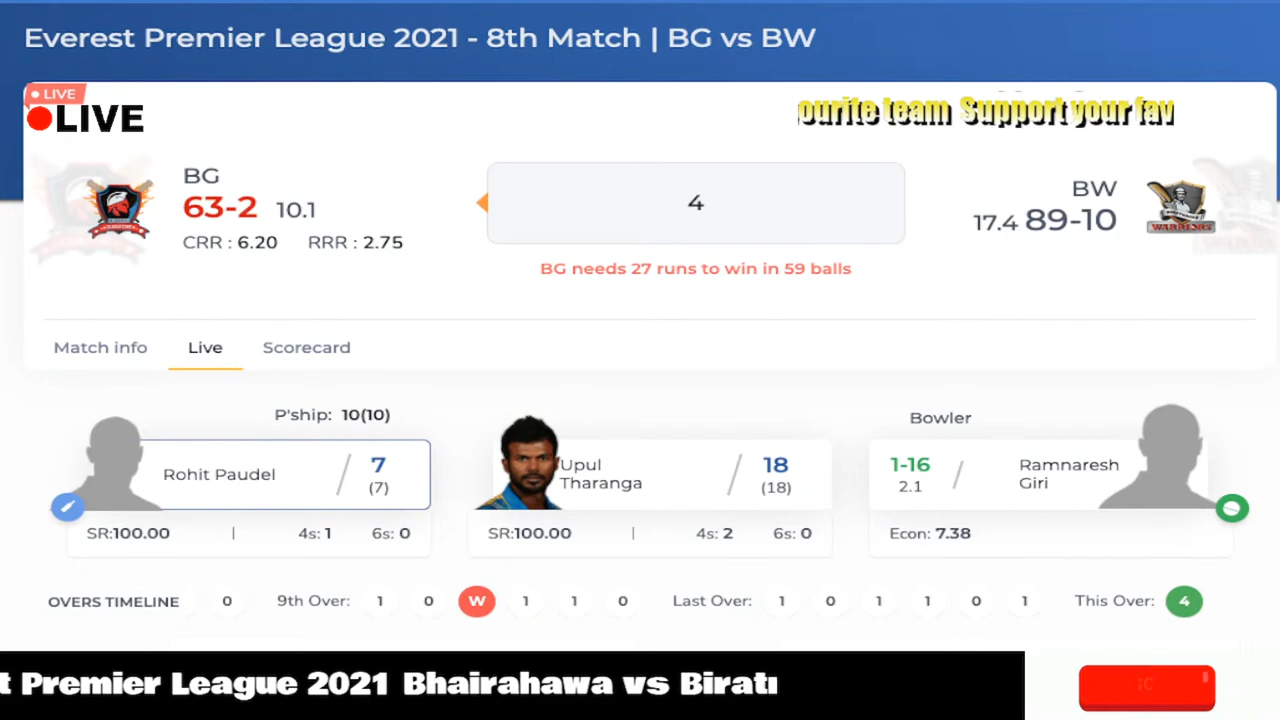 Everest Premier League 2021 - 8th Match | BG vs BW
LIVE
LIVE
ourite team Support your fav
BG
63-2 10.1
CRR : 6.20 RRR : 2.75
4
BG needs 27 runs to win in 59 balls
BW
17.4 89-10
WARRIORS
Match info Live Scorecard
P'ship: 10(10)
Rohit Paudel 7 (7)
SR:100.00 | 4s: 1 6s: 0
Upul Tharanga 18 (18)
SR:100.00 | 4s: 2 6s: 0
Bowler
1-16 2.1 Ramnaresh Giri
Econ: 7.38
OVERS TIMELINE 0 9th Over: 1 0 W 1 1 0 Last Over: 1 0 1 1 0 1 This Over: 4
t Premier League 2021 Bhairahawa vs Birat